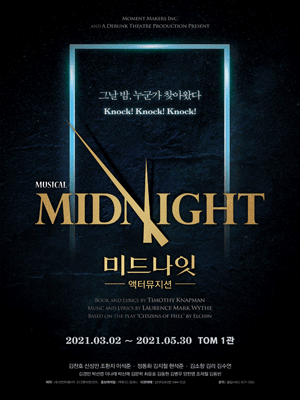 Moment Makers Inc.
and A Debunk Theatre Production Present
그날 밤, 누군가 찾아왔다
Knock! Knock! Knock!
MUSICAL
MIDNIGHT
미드나잇
액터뮤지션
Book and Lyrics by Timothy Knapman
Music and Lyrics by Laurence Mark Wythe
Based on the play 'Citizens of Hell' by Elchin
2021.03.02 ~ 2021.05.30 TOM 1관